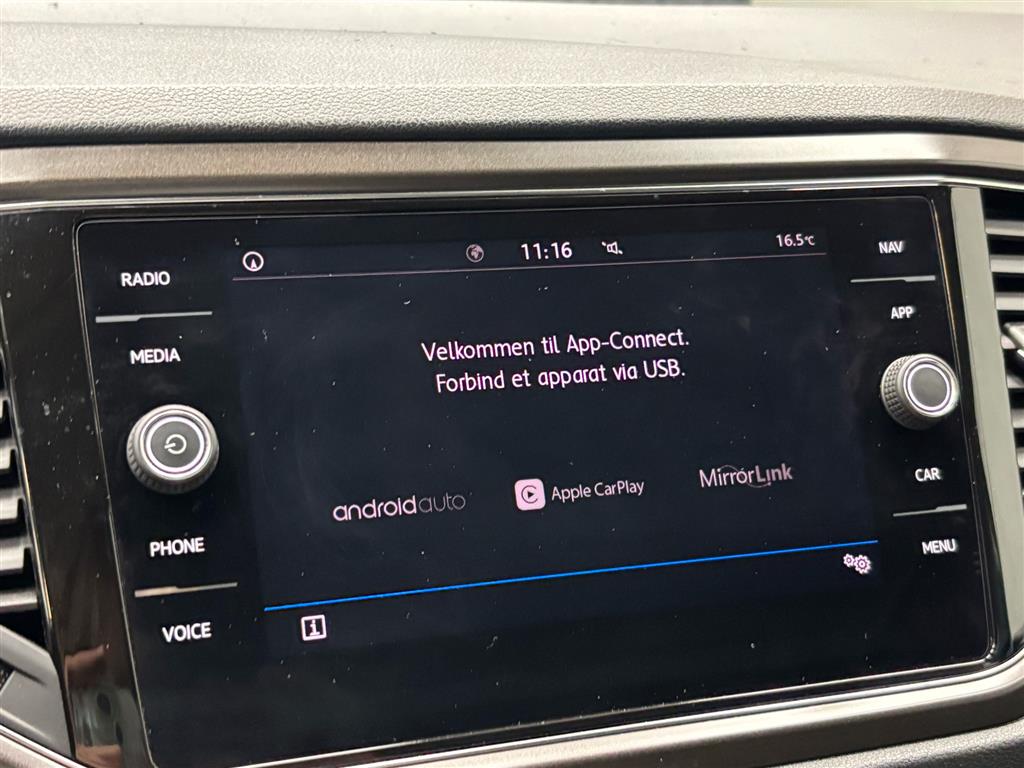 RADIO
MEDIA
PHONE
VOICE
11:16
16.5°C
Velkommen til App-Connect.
Forbind et apparat via USB.
androidauto
Apple CarPlay
MirrorLink
i
NAV
APP
CAR
MENU